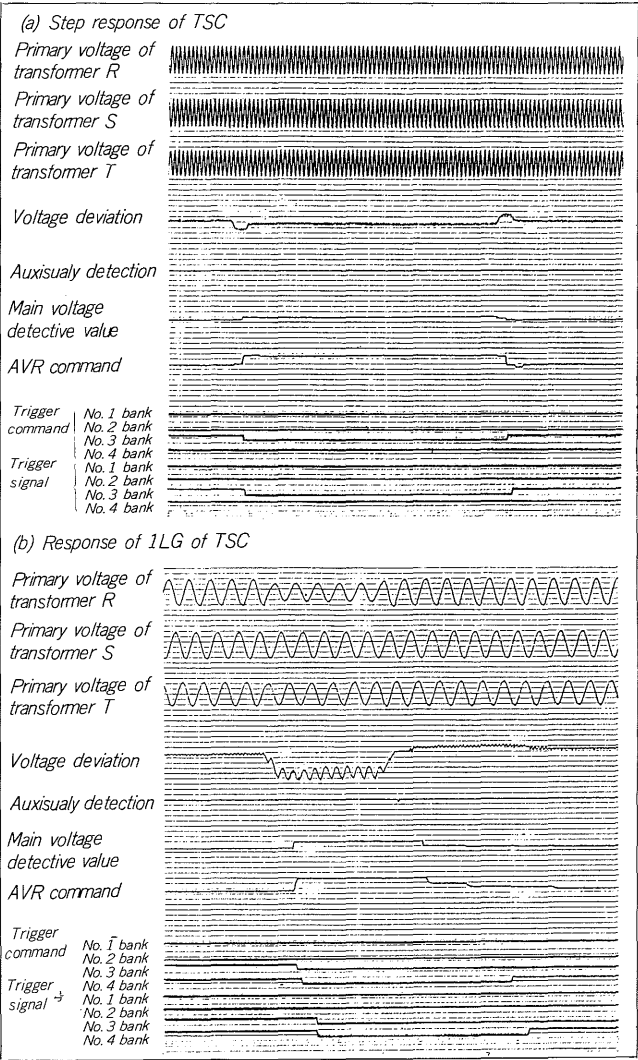 (a) Step response of TSC
Primary voltage of
transformer R
Primary voltage of
transformer S
Primary voltage of
transformer T
Voltage deviation
Auxisualy detection
Main voltage
detective value
AVR command
Trigger
command
No. 1 bank
No. 2 bank
No. 3 bank
No. 4 bank
Trigger
signal
No. 1 bank
No. 2 bank
No. 3 bank
No. 4 bank
(b) Response of 1LG of TSC
Primary voltage of
transformer R
Primary voltage of
transformer S
Primary voltage of
transformer T
Voltage deviation
Auxisualy detection
Main voltage
detective value
AVR command
Trigger
command
No. 1 bank
No. 2 bank
No. 3 bank
No. 4 bank
Trigger
signal
No. 1 bank
No. 2 bank
No. 3 bank
No. 4 bank